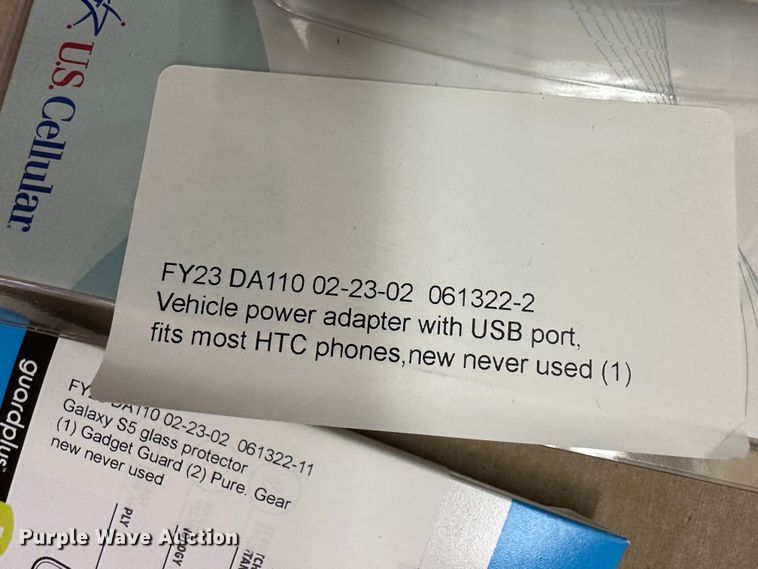 U.S. Cellular
FY23 DA110 02-23-02 061322-2
Vehicle power adapter with USB port,
fits most HTC phones,new never used (1)
guardplus
DA110 02-23-02 061322-11
Galaxy S5 glass protector
(1) Gadget Guard (2) Pure. Gear
new never used
PLY
Purple Wave Auction